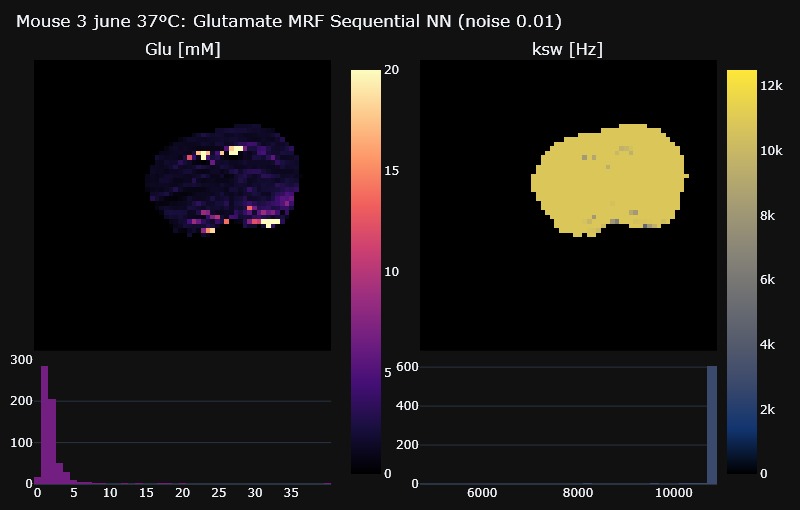 Mouse 3 june 37ºC: Glutamate MRF Sequential NN (noise 0.01)
Glu [mM]
ksw [Hz]
20
15
10
5
0
12k
10k
8k
6k
4k
2k
0
300
200
100
0
0 5 10 15 20 25 30 35
600
400
200
0
6000 8000 10000